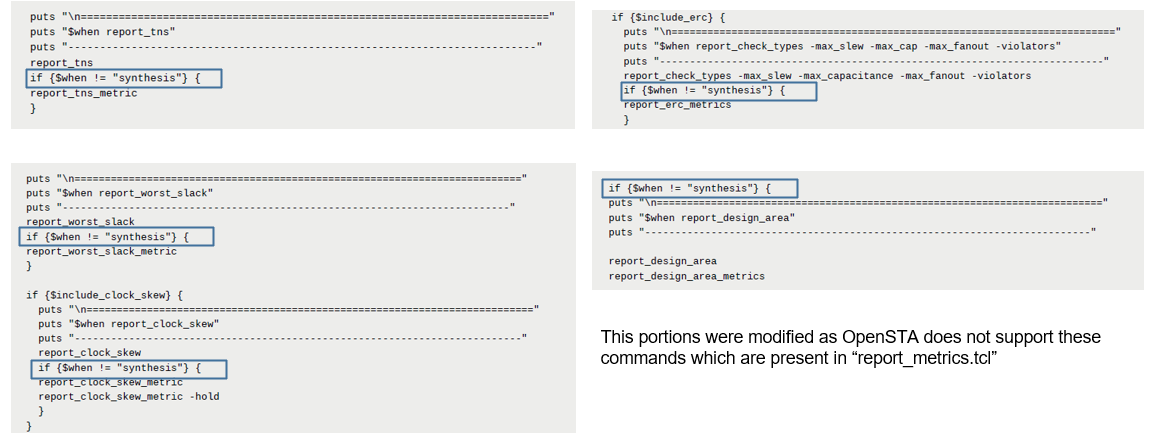 puts "\n==============================================================================="
puts "$when report_tns"
puts "-------------------------------------------------------------------------------"
report_tns
if {$when != "synthesis"} {
report_tns_metric
}
puts "\n==========================================================================="
puts "$when report_worst_slack"
puts "---------------------------------------------------------------------------"
report_worst_slack
if {$when != "synthesis"} {
report_worst_slack_metric
}
if {$include_clock_skew} {
puts "\n==========================================================================="
puts "$when report_clock_skew"
puts "---------------------------------------------------------------------------"
report_clock_skew
if {$when != "synthesis"} {
report_clock_skew_metric
report_clock_skew_metric -hold
}
}
if {$include_erc} {
puts "\n==========================================================================="
puts "$when report_check_types -max_slew -max_cap -max_fanout -violators"
puts "---------------------------------------------------------------------------"
report_check_types -max_slew -max_capacitance -max_fanout -violators
if {$when != "synthesis"} {
report_erc_metrics
}
if {$when != "synthesis"} {
puts "\n==========================================================================="
puts "$when report_design_area"
puts "---------------------------------------------------------------------------"
report_design_area
report_design_area_metrics
This portions were modified as OpenSTA does not support these
commands which are present in “report_metrics.tcl”